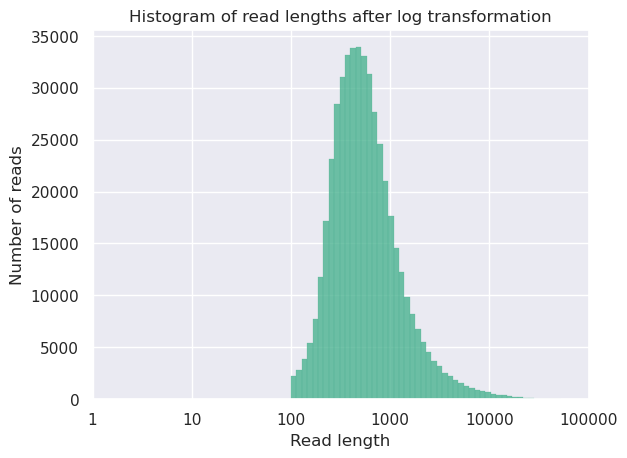 Histogram of read lengths after log transformation
35000
30000
25000
20000
15000
10000
5000
0
Number of reads
1 10 100 1000 10000 100000
Read length